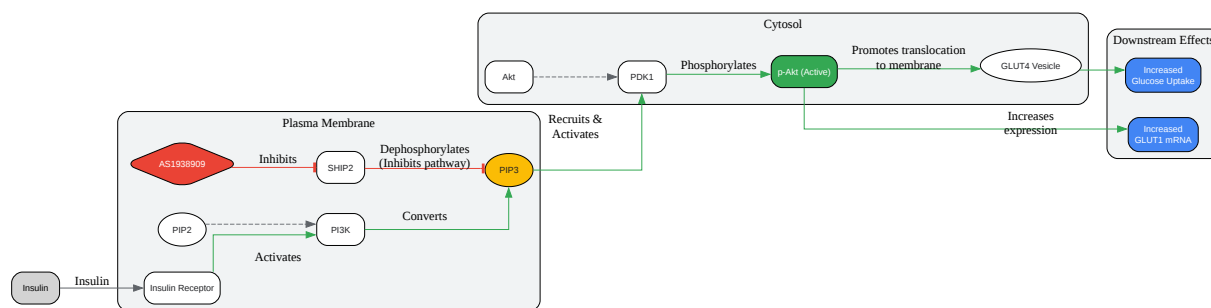 Cytosol
Downstream Effects
Akt
PDK1
Phosphorylates
p-Akt (Active)
Promotes translocation
to membrane
GLUT4 Vesicle
Increased
Glucose Uptake
Recruits &
Activates
Increases
expression
Increased
GLUT1 mRNA
Plasma Membrane
AS1938909
Inhibits
SHIP2
Dephosphorylates
(Inhibits pathway)
PIP3
PIP2
PI3K
Converts
Activates
Insulin
Insulin
Insulin Receptor